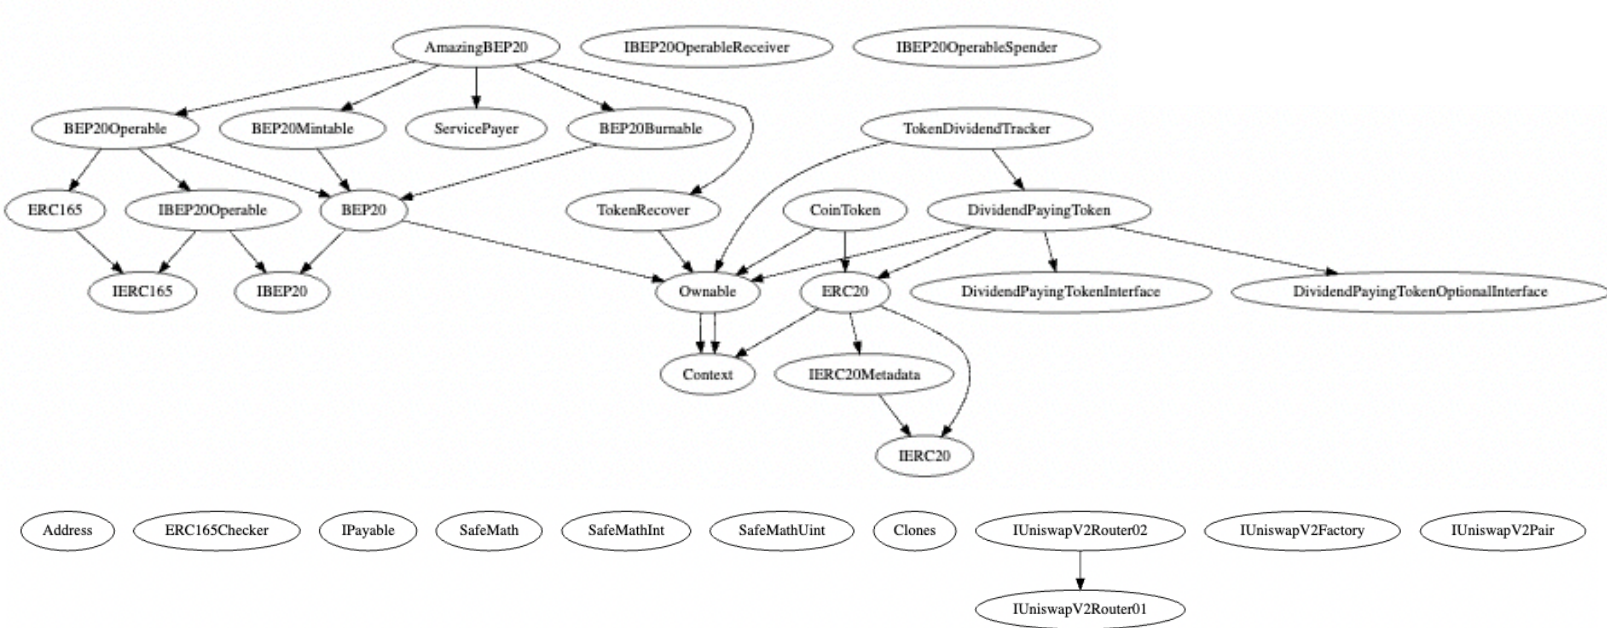 AmazingBEP20
IBEP20OperableReceiver
IBEP20OperableSpender
BEP20Operable
BEP20Mintable
ServicePayer
BEP20Burnable
TokenDividendTracker
ERC165
IBEP20Operable
BEP20
TokenRecover
CoinToken
DividendPayingToken
IERC165
IBEP20
Ownable
ERC20
DividendPayingTokenInterface
DividendPayingTokenOptionalInterface
Context
IERC20Metadata
IERC20
Address
ERC165Checker
IPayable
SafeMath
SafeMathInt
SafeMathUint
Clones
IUniswapV2Router02
IUniswapV2Factory
IUniswapV2Pair
IUniswapV2Router01